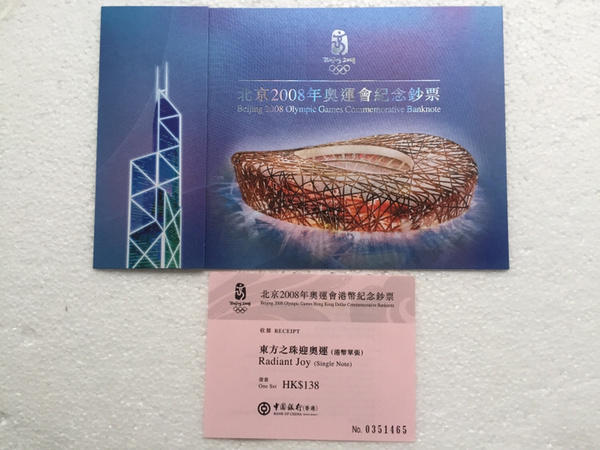 Beijing 2008
北京2008年奧運會紀念鈔票
Beijing 2008 Olympic Games Commemorative Banknote
Beijing 2008
北京2008年奧運會港幣紀念鈔票
Beijing 2008 Olympic Games Hong Kong Dollar Commemorative Banknote
收據 RECEIPT
東方之珠迎奧運 (港幣單張)
Radiant Joy (Single Note)
壹套
One Set HK$138
中國銀行(香港)
BANK OF CHINA (HONG KONG)
No. 0351465